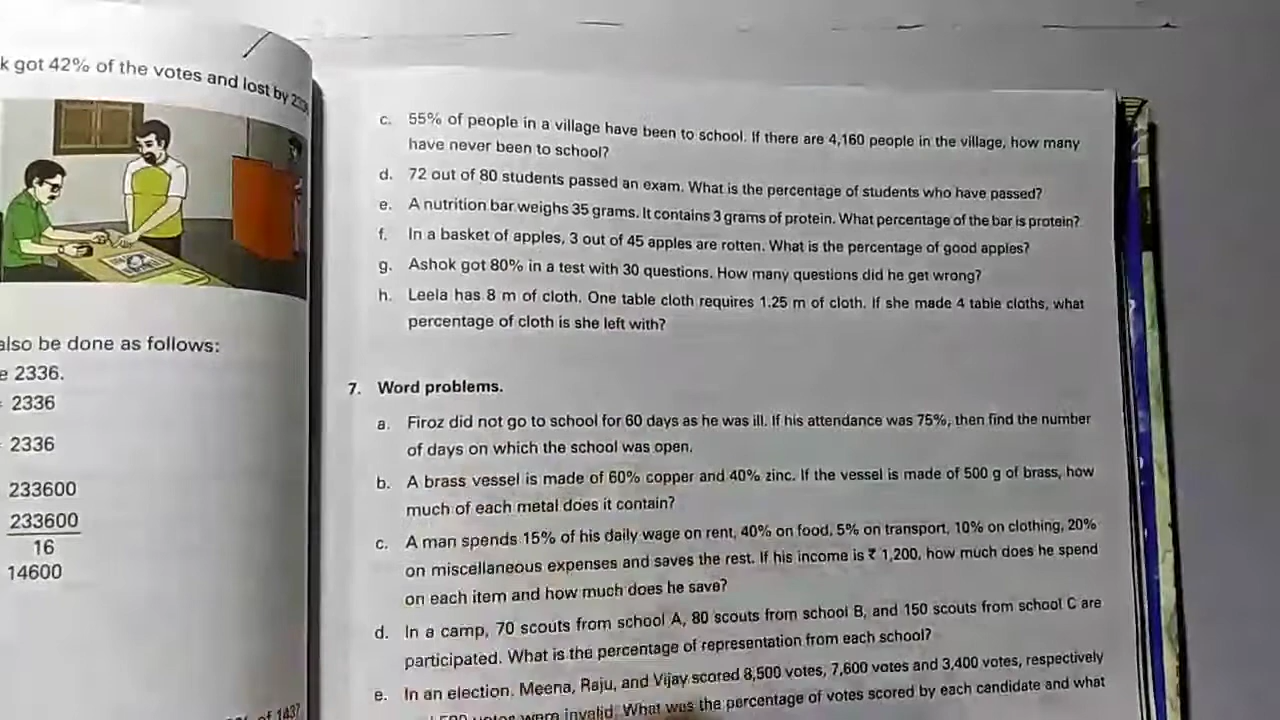 k got 42% of the votes and lost by
also be done as follows:
e 2336.
2336
2336
233600
233600
16
14600
of 143?
c. 55% of people in a village have been to school. If there are 4,160 people in the village, how many
have never been to school?
d. 72 out of 80 students passed an exam. What is the percentage of students who have passed?
e. A nutrition bar weighs 35 grams. It contains 3 grams of protein. What percentage of the bar is protein?
f. In a basket of apples, 3 out of 45 apples are rotten. What is the percentage of good apples?
g. Ashok got 80% in a test with 30 questions. How many questions did he get wrong?
h. Leela has 8 m of cloth. One table cloth requires 1.25 m of cloth. If she made 4 table cloths, what
percentage of cloth is she left with?
7. Word problems.
a. Firoz did not go to school for 60 days as he was ill. If his attendance was 75%, then find the number
of days on which the school was open.
b. A brass vessel is made of 60% copper and 40% zinc. If the vessel is made of 500 g of brass, how
much of each metal does it contain?
c. A man spends 15% of his daily wage on rent, 40% on food, 5% on transport, 10% on clothing, 20%
on miscellaneous expenses and saves the rest. If his income is ₹ 1,200, how much does he spend
on each item and how much does he save?
d. In a camp, 70 scouts from school A, 80 scouts from school B, and 150 scouts from school C are
participated. What is the percentage of representation from each school?
e. In an election. Meena, Raju, and Vijay scored 8,500 votes, 7,600 votes and 3,400 votes, respectively
votes were invalid. What was the percentage of votes scored by each candidate and what